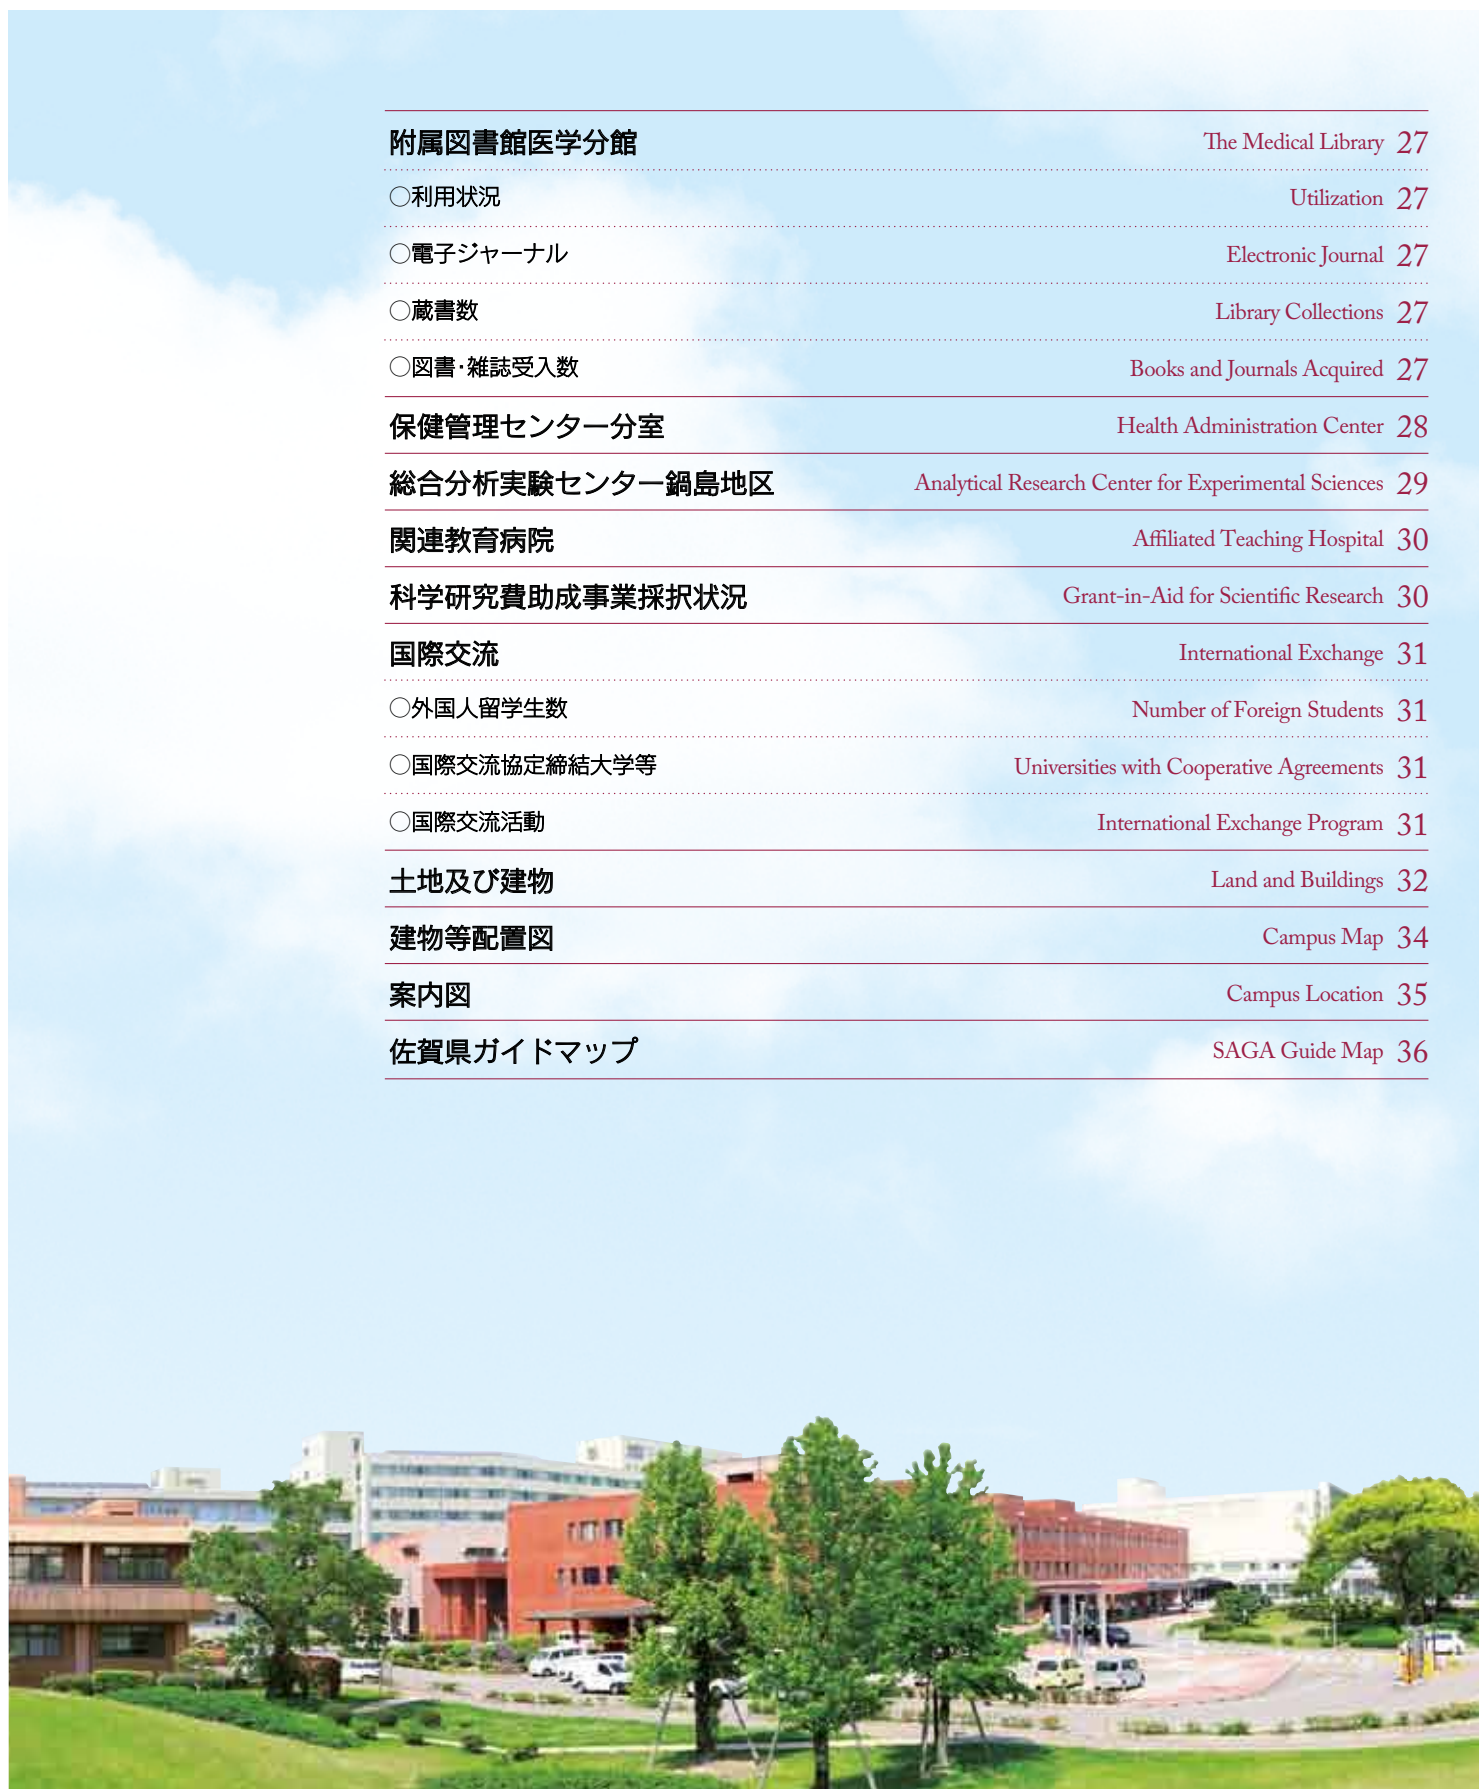 附属図書館医学分館 The Medical Library 27
○利用状況 Utilization 27
○電子ジャーナル Electronic Journal 27
○蔵書数 Library Collections 27
○図書･雑誌受入数 Books and Journals Acquired 27
保健管理センター分室 Health Administration Center 28
総合分析実験センター鍋島地区 Analytical Research Center for Experimental Sciences 29
関連教育病院 Affiliated Teaching Hospital 30
科学研究費助成事業採択状況 Grant-in-Aid for Scientific Research 30
国際交流 International Exchange 31
○外国人留学生数 Number of Foreign Students 31
○国際交流協定締結大学等 Universities with Cooperative Agreements 31
○国際交流活動 International Exchange Program 31
土地及び建物 Land and Buildings 32
建物等配置図 Campus Map 34
案内図 Campus Location 35
佐賀県ガイドマップ SAGA Guide Map 36